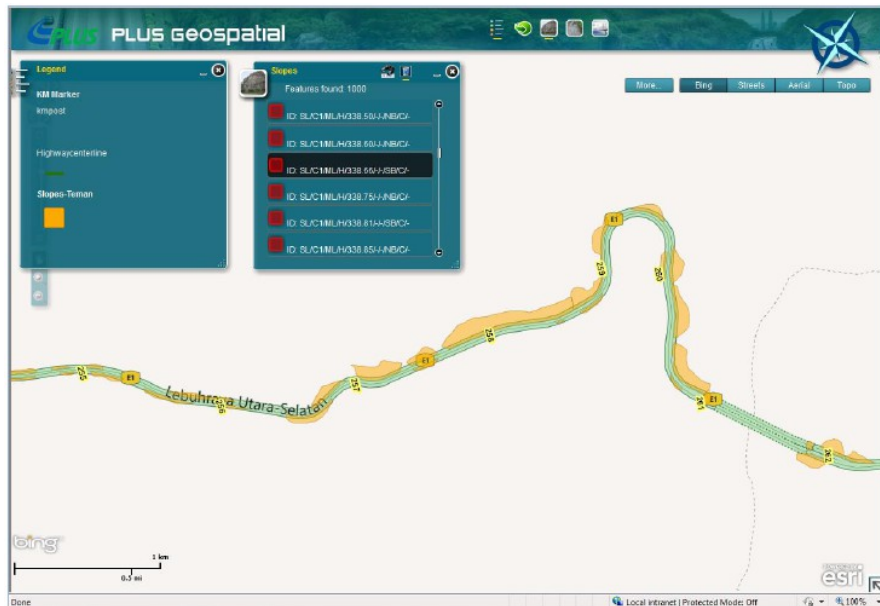 PLUS PLUS Geospatial
Legend
KM Marker
kmpost
Highwaycenterline
Slopes-Teman
Slopes
Features found: 1000
ID: SL/C1/ML/H/338.50/-/-/NB/C/-
ID: SL/C1/ML/H/338.60/-/-/NB/C/-
ID: SL/C1/ML/H/338.66/-/-/SB/C/-
ID: SL/C1/ML/H/338.75/-/-/NB/C/-
ID: SL/C1/ML/H/338.81/-/-/SB/C/-
ID: SL/C1/ML/H/338.85/-/-/NB/C/-
More...
Bing
Streets
Aerial
Topo
E1
259
260
258
E1
257
255
E1
Lebuhraya Utara-Selatan
256
261
E1
262
bing
1 km
0.5 mi
esri
Done
Local intranet | Protected Mode: Off
100%